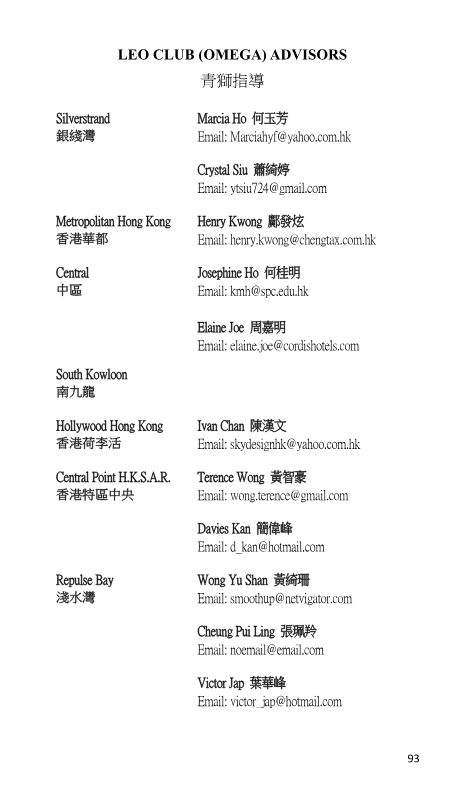 LEO CLUB (OMEGA) ADVISORS
青獅指導
Silverstrand Marcia Ho 何玉芳
銀綫灣 Email: Marciahyf@yahoo.com.hk
Crystal Siu 蕭綺婷
Email: ytsiu724@gmail.com
Metropolitan Hong Kong Henry Kwong 鄺發炫
香港華都 Email: henry.kwong@chengtax.com.hk
Central Josephine Ho 何桂明
中區 Email: kmh@spc.edu.hk
Elaine Joe 周嘉明
Email: elaine.joe@cordishotels.com
South Kowloon
南九龍
Hollywood Hong Kong Ivan Chan 陳漢文
香港荷李活 Email: skydesignhk@yahoo.com.hk
Central Point H.K.S.A.R. Terence Wong 黃智豪
香港特區中央 Email: wong.terence@gmail.com
Davies Kan 簡偉峰
Email: d_kan@hotmail.com
Repulse Bay Wong Yu Shan 黃綺珊
淺水灣 Email: smoothup@netvigator.com
Cheung Pui Ling 張珮羚
Email: noemail@email.com
Victor Jap 葉華峰
Email: victor_jap@hotmail.com
93